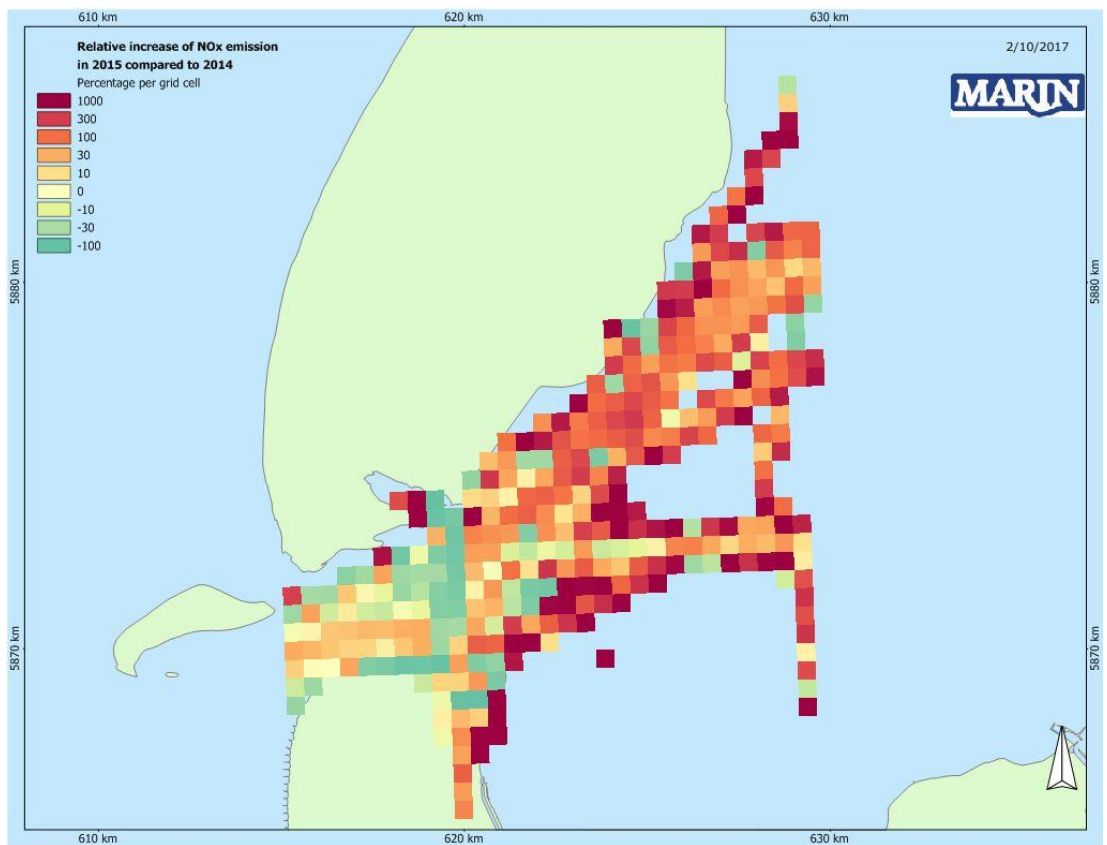 610 km
620 km
630 km
Relative increase of NOx emission
in 2015 compared to 2014
Percentage per grid cell
1000
300
100
30
10
0
-10
-30
-100
2/10/2017
MARIN
5880 km
5880 km
5870 km
5870 km
610 km
620 km
630 km